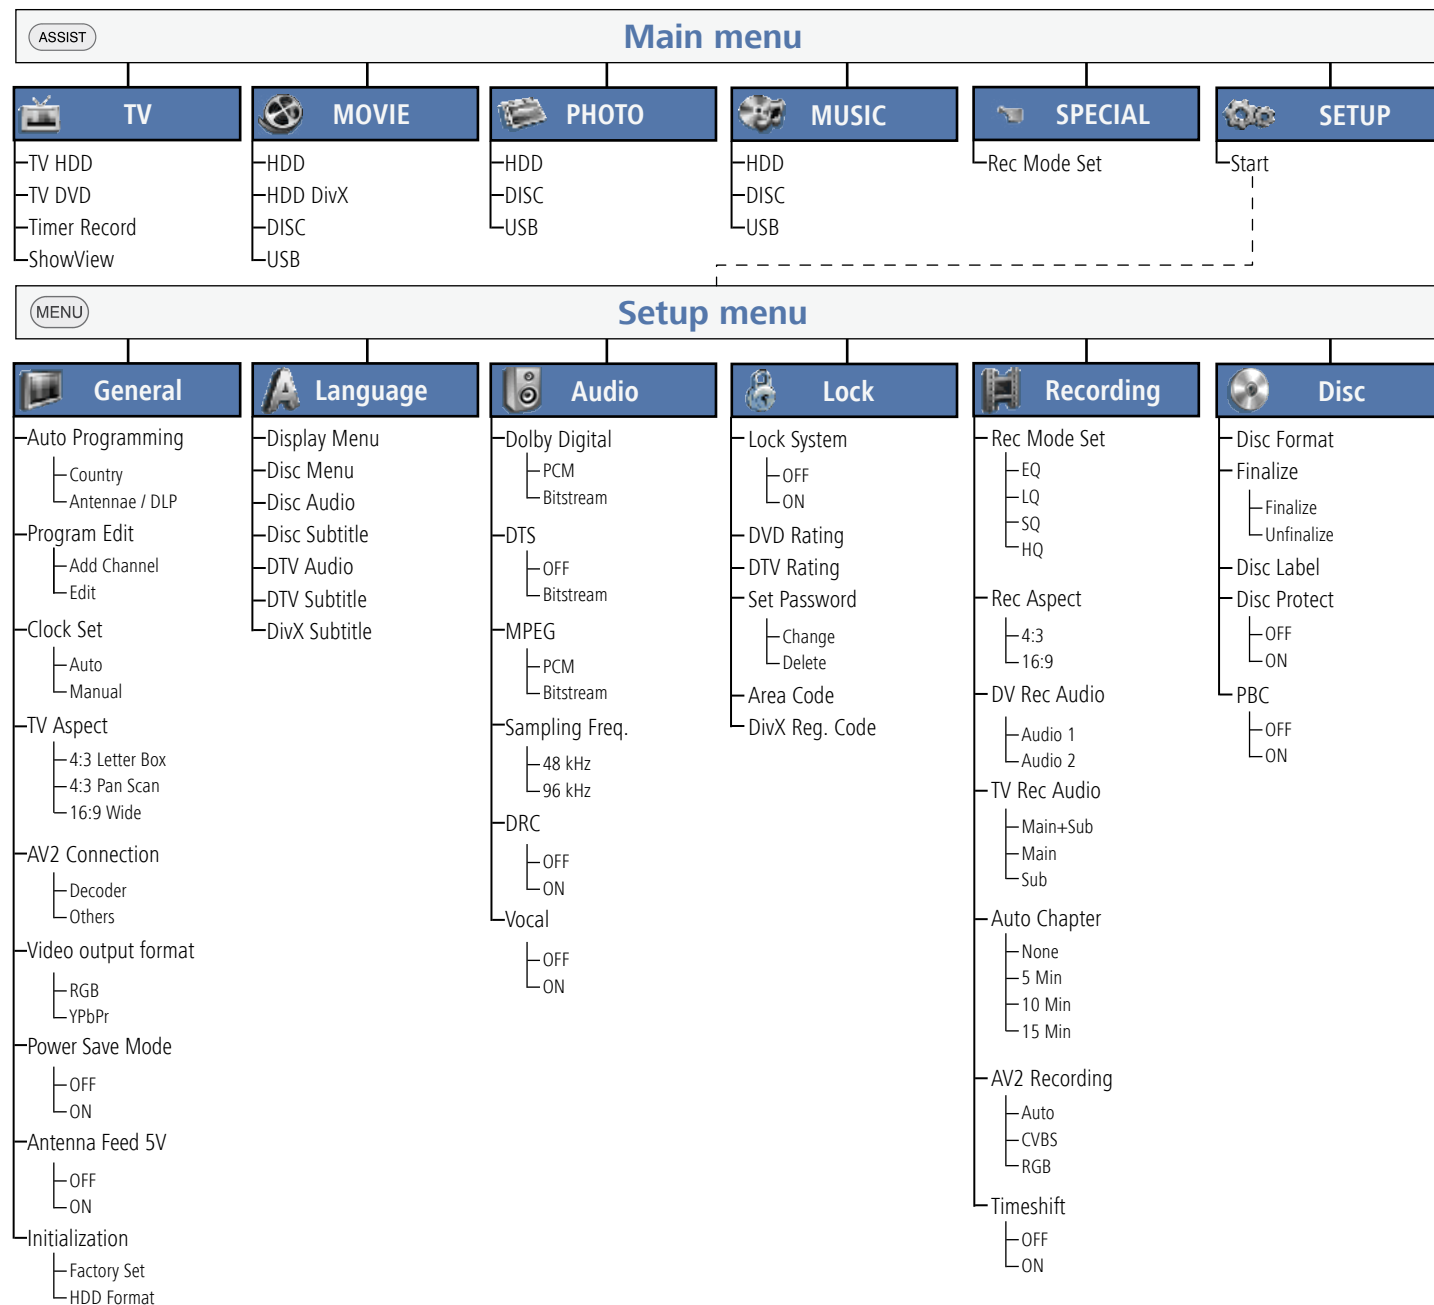 ASSIST
Main menu
TV
TV HDD
TV DVD
Timer Record
ShowView
MOVIE
HDD
HDD DivX
DISC
USB
PHOTO
HDD
DISC
USB
MUSIC
HDD
DISC
USB
SPECIAL
Rec Mode Set
SETUP
Start
MENU
Setup menu
General
Auto Programming
Country
Antennae / DLP
Program Edit
Add Channel
Edit
Clock Set
Auto
Manual
TV Aspect
4:3 Letter Box
4:3 Pan Scan
16:9 Wide
AV2 Connection
Decoder
Others
Video output format
RGB
YPbPr
Power Save Mode
OFF
ON
Antenna Feed 5V
OFF
ON
Initialization
Factory Set
HDD Format
Language
Display Menu
Disc Menu
Disc Audio
Disc Subtitle
DTV Audio
DTV Subtitle
DivX Subtitle
Audio
Dolby Digital
PCM
Bitstream
DTS
OFF
Bitstream
MPEG
PCM
Bitstream
Sampling Freq.
48 kHz
96 kHz
DRC
OFF
ON
Vocal
OFF
ON
Lock
Lock System
OFF
ON
DVD Rating
DTV Rating
Set Password
Change
Delete
Area Code
DivX Reg. Code
Recording
Rec Mode Set
EQ
LQ
SQ
HQ
Rec Aspect
4:3
16:9
DV Rec Audio
Audio 1
Audio 2
TV Rec Audio
Main+Sub
Main
Sub
Auto Chapter
None
5 Min
10 Min
15 Min
AV2 Recording
Auto
CVBS
RGB
Timeshift
OFF
ON
Disc
Disc Format
Finalize
Finalize
Unfinalize
Disc Label
Disc Protect
OFF
ON
PBC
OFF
ON